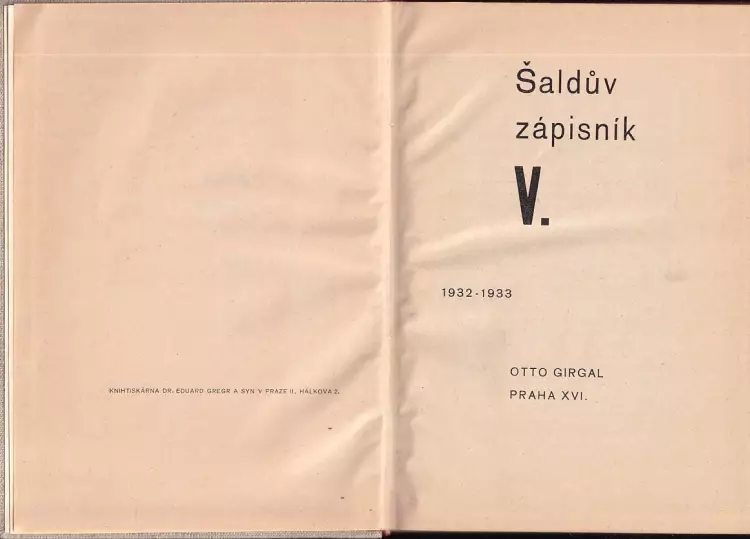 KNIHTISKÁRNA DR. EDUARD GREGR A SYN V PRAZE II. HÁLKOVA 2.
Šaldův
zápisník
V.
1932-1933
OTTO GIRGAL
PRAHA XVI.